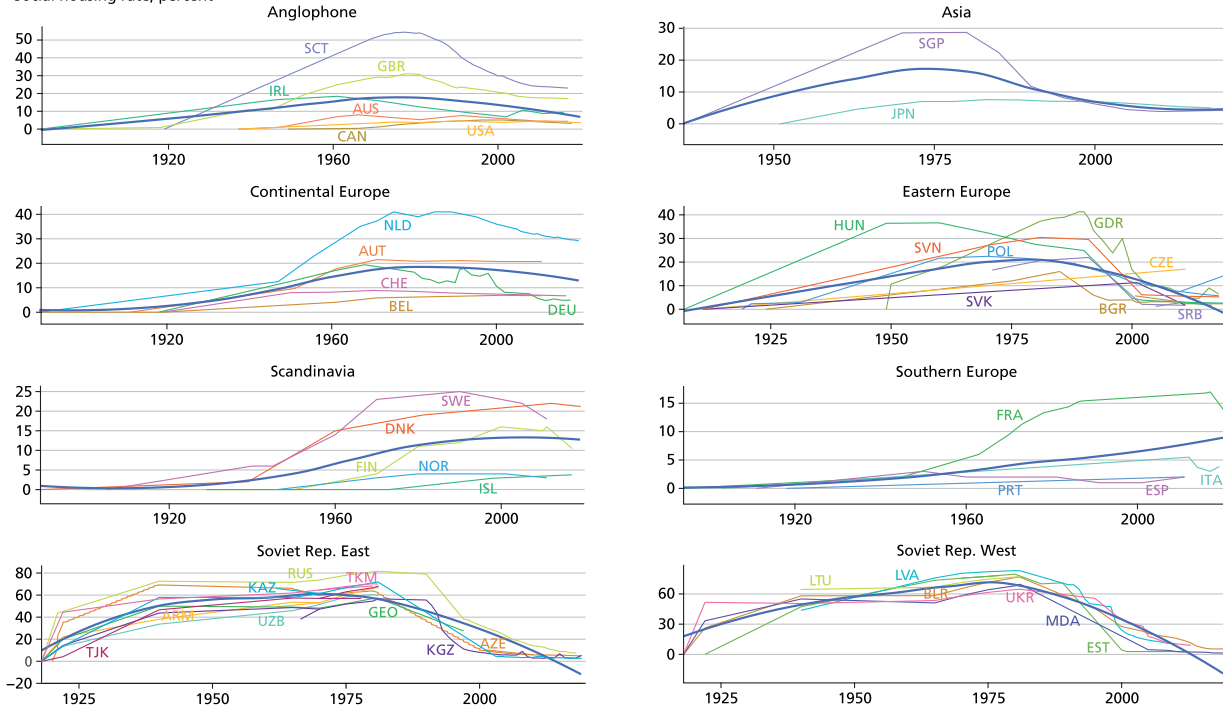 Social housing rate, percent
Anglophone
50
40
30
20
10
0
SCT
GBR
IRL
AUS
CAN
USA
1920
1960
2000
Asia
30
20
10
0
SGP
JPN
1950
1975
2000
Continental Europe
40
30
20
10
0
NLD
AUT
CHE
BEL
DEU
1920
1960
2000
Eastern Europe
40
30
20
10
0
HUN
GDR
SVN
POL
CZE
SVK
BGR
SRB
1925
1950
1975
2000
Scandinavia
25
20
15
10
5
0
SWE
DNK
FIN
NOR
ISL
1920
1960
2000
Southern Europe
15
10
5
0
FRA
ITA
PRT
ESP
1920
1960
2000
Soviet Rep. East
80
60
40
20
0
−20
RUS
TKM
KAZ
GEO
ARM
UZB
AZE
KGZ
TJK
1925
1950
1975
2000
Soviet Rep. West
60
30
0
LVA
LTU
BLR
UKR
MDA
EST
1925
1950
1975
2000